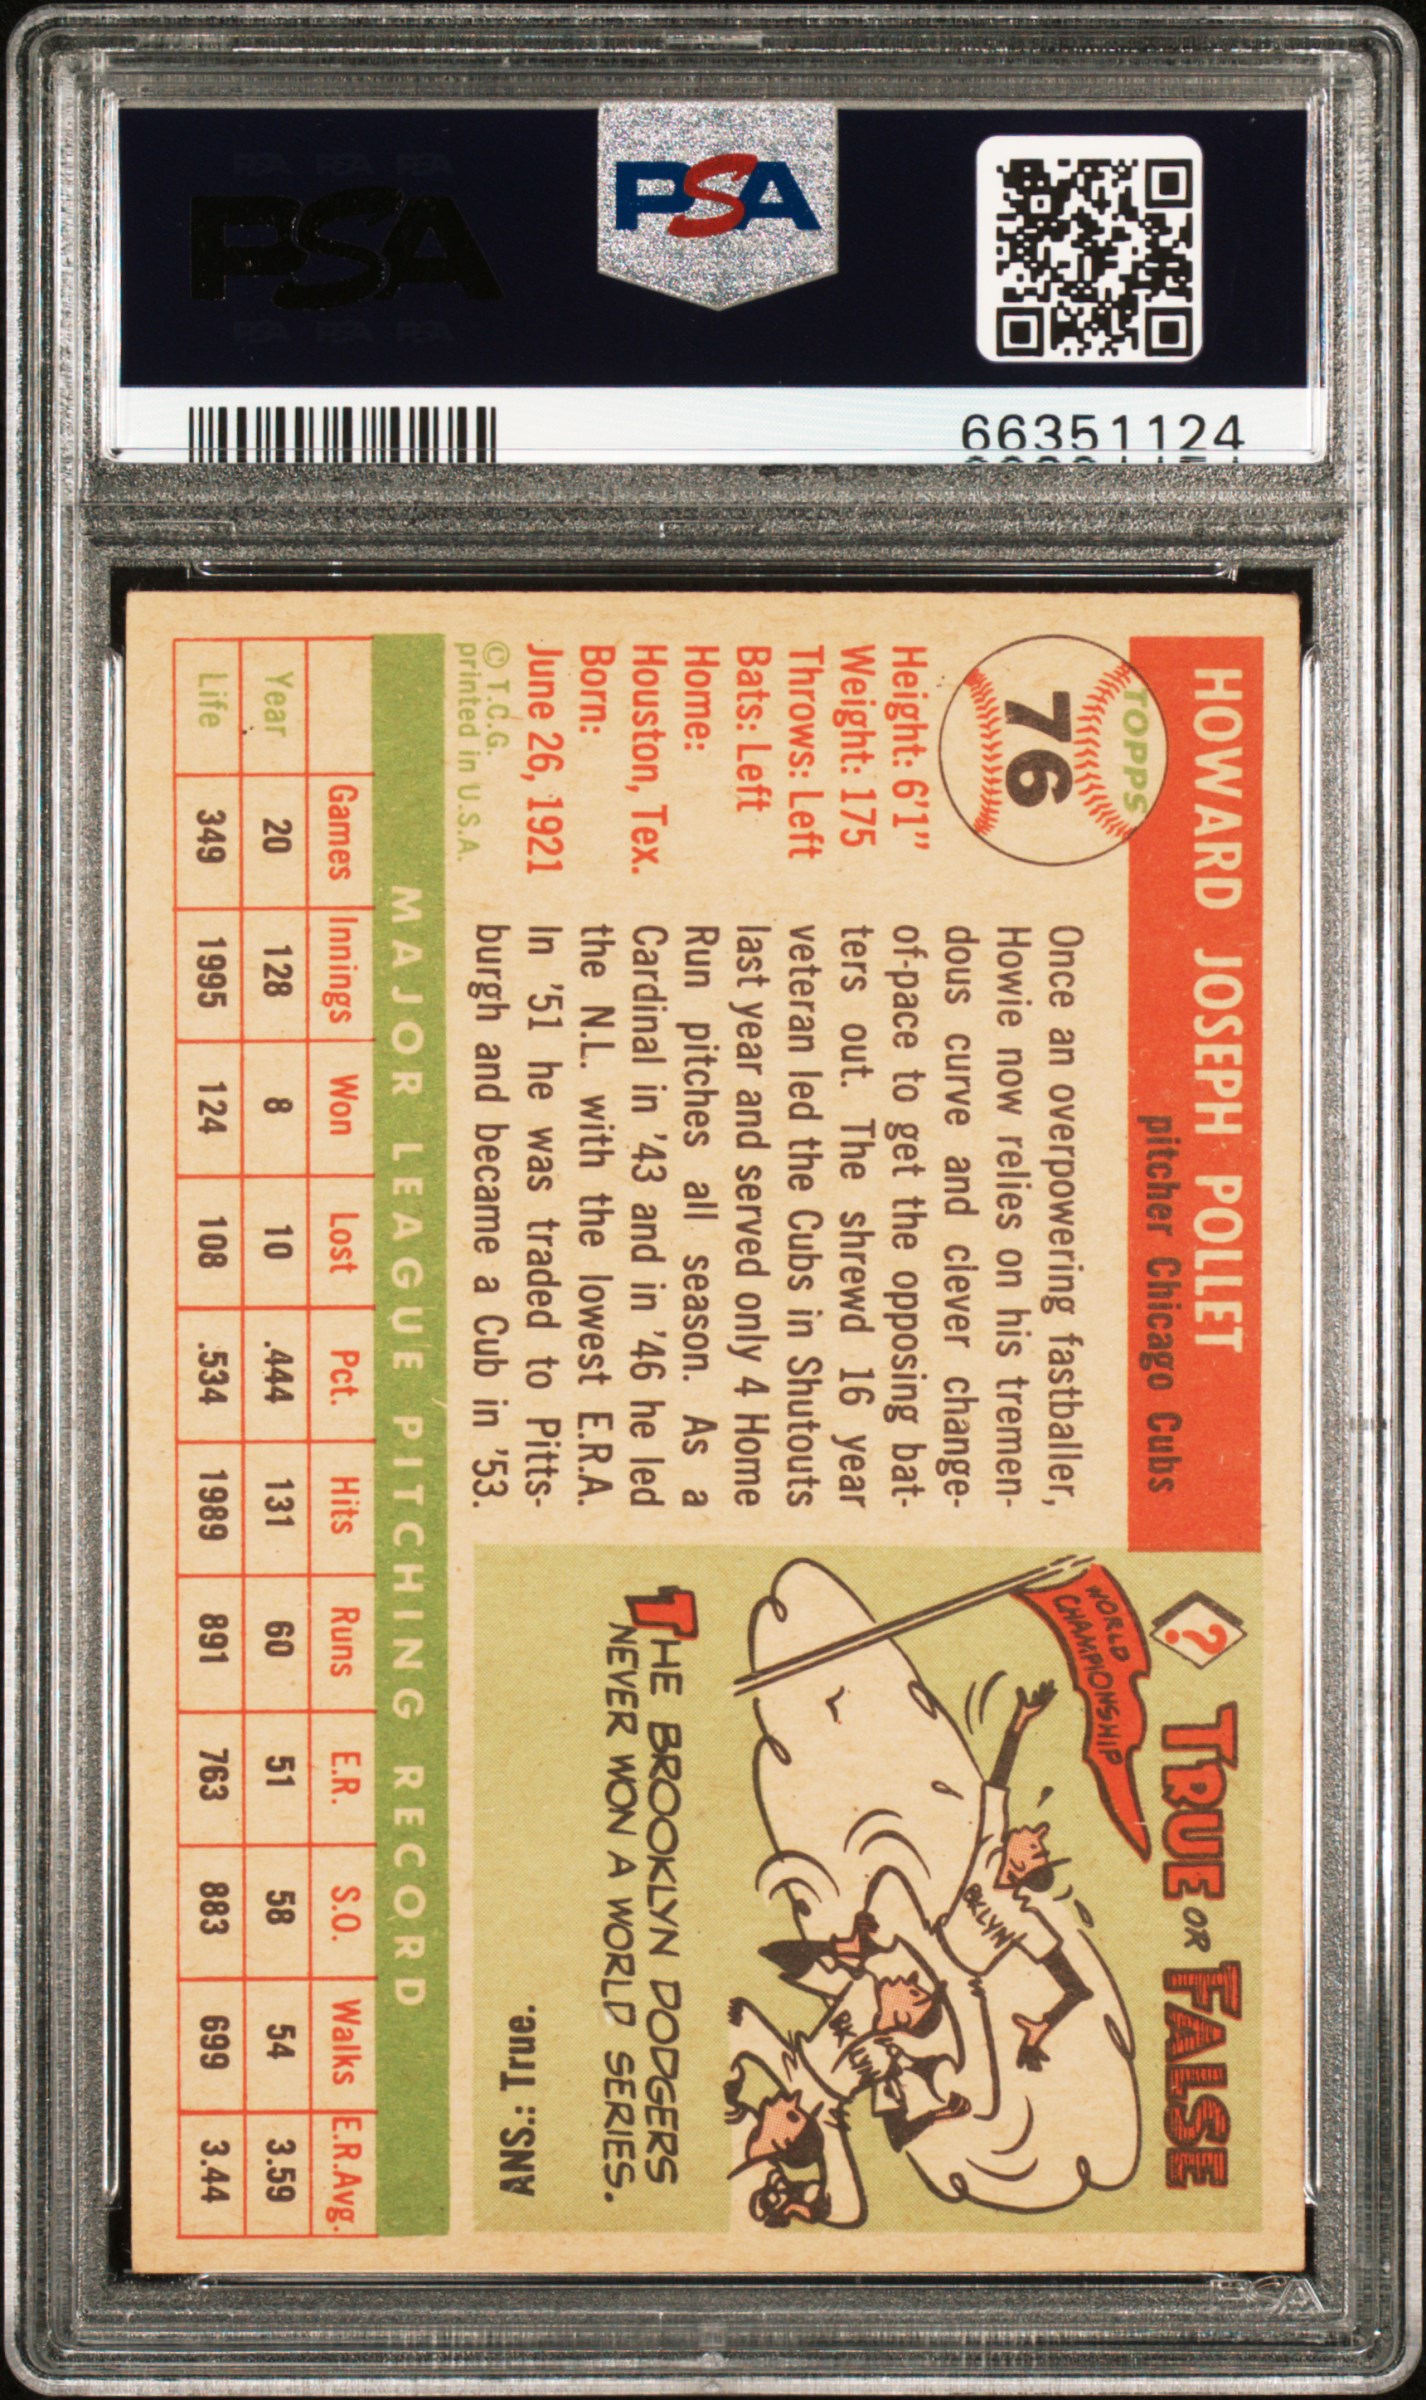 PSA PSA PSA
PSA
PSA PSA PSA
PSA
66351124
HOWARD JOSEPH POLLET
pitcher Chicago Cubs
TOPPS
76
Height: 6'1"
Weight: 175
Throws: Left
Bats: Left
Home:
Houston, Tex.
Born:
June 26, 1921
© T.C.G.
printed in U.S.A.
Once an overpowering fastballer,
Howie now relies on his tremen-
dous curve and clever change-
of-pace to get the opposing bat-
ters out. The shrewd 16 year
veteran led the Cubs in Shutouts
last year and served only 4 Home
Run pitches all season. As a
Cardinal in '43 and in '46 he led
the N.L. with the lowest E.R.A.
In '51 he was traded to Pitts-
burgh and became a Cub in '53.
? TRUE OR FALSE
WORLD
CHAMPIONSHIP
BKLYN
BKLYN
THE BROOKLYN DODGERS
NEVER WON A WORLD SERIES.
ANS.: True.
MAJOR LEAGUE PITCHING RECORD
Games Innings Won Lost Pct. Hits Runs E.R. S.O. Walks E.R.Avg.
Year 20 128 8 10 .444 131 60 51 58 54 3.59
Life 349 1995 124 108 .534 1989 891 763 883 699 3.44
PSA